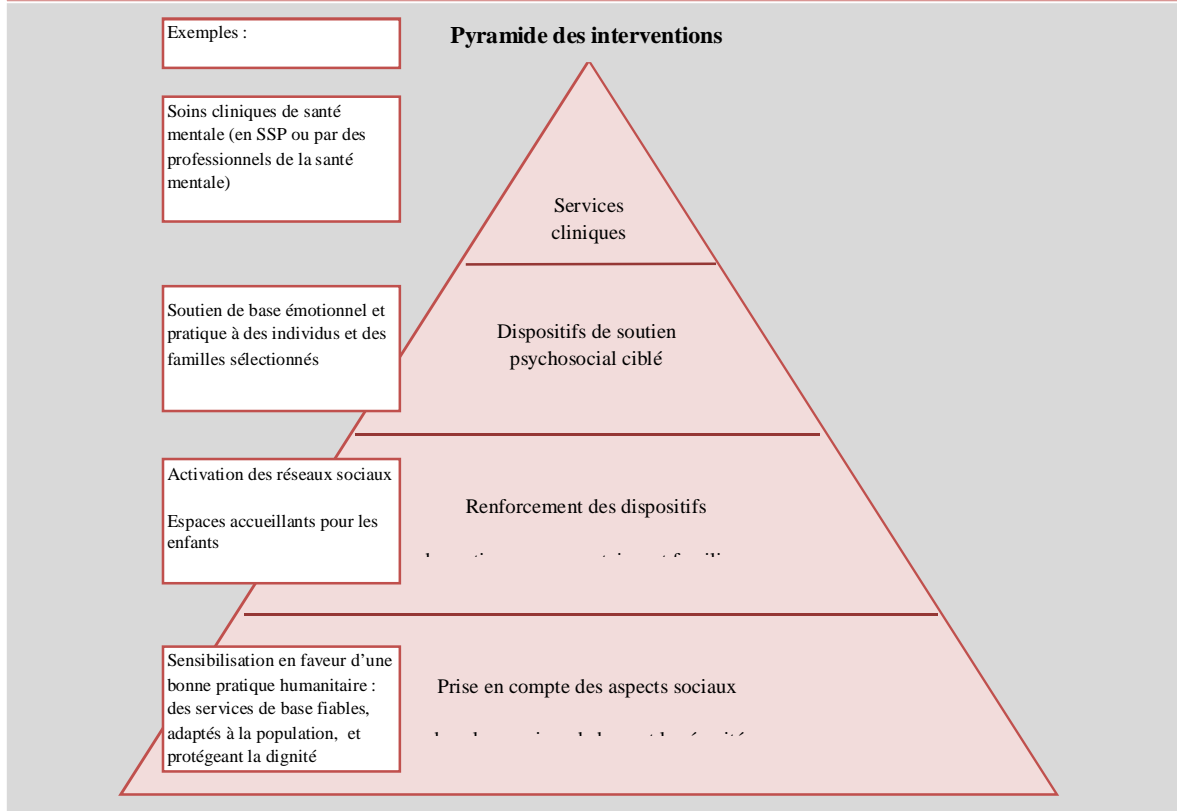 Exemples :
Pyramide des interventions
Soins cliniques de santé
mentale (en SSP ou par des
professionnels de la santé
mentale)
Services
cliniques
Soutien de base émotionnel et
pratique à des individus et des
familles sélectionnés
Dispositifs de soutien
psychosocial ciblé
Activation des réseaux sociaux
Espaces accueillants pour les
enfants
Renforcement des dispositifs
Sensibilisation en faveur d’une
bonne pratique humanitaire :
des services de base fiables,
adaptés à la population, et
protégeant la dignité
Prise en compte des aspects sociaux